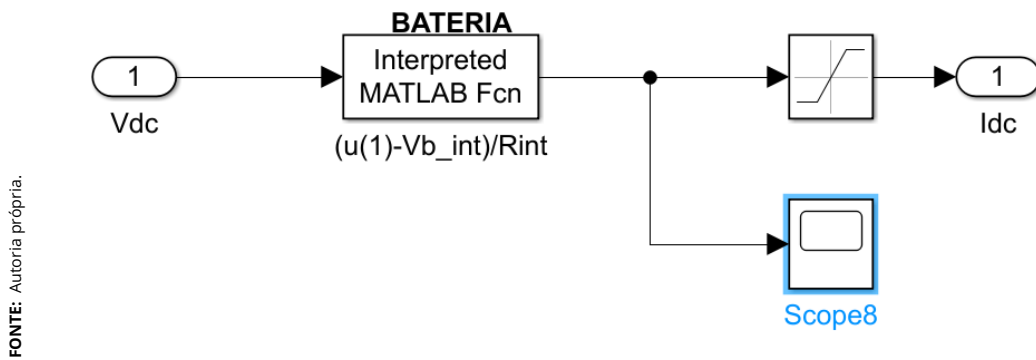 BATERIA
1
Interpreted
MATLAB Fcn
1
Vdc
Idc
(u(1)-Vb_int)/Rint
Scope8
FONTE: Autoria própria.